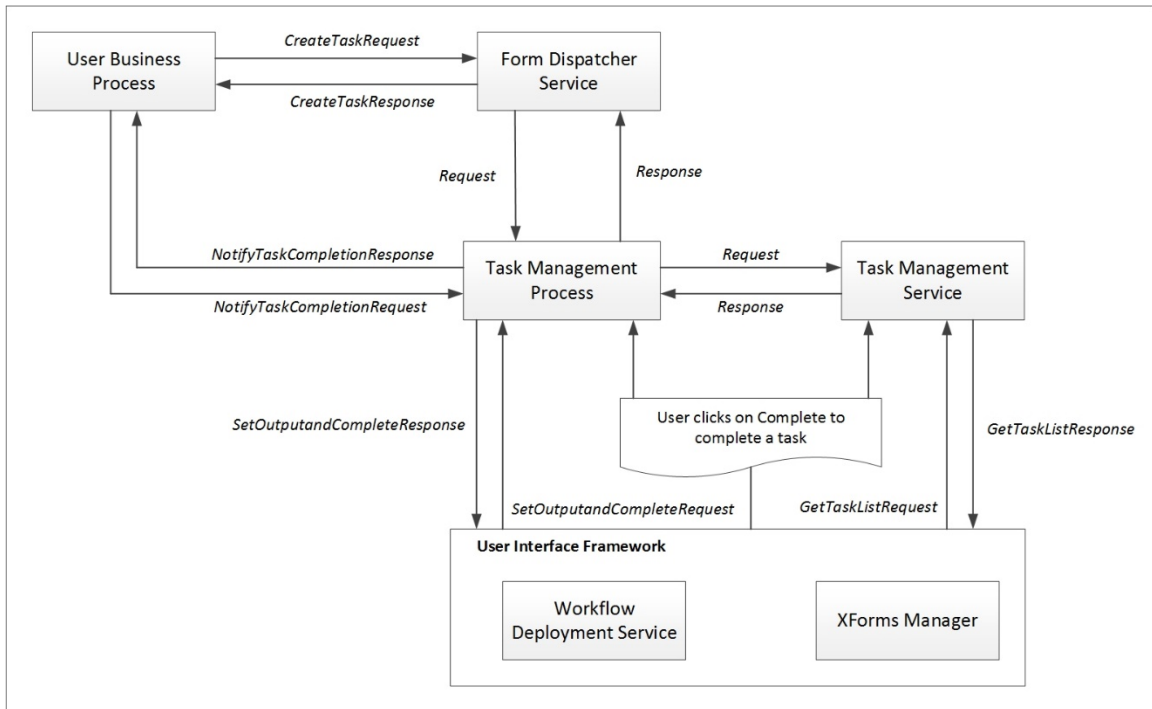 CreateTaskRequest
User Business
Process
Form Dispatcher
Service
CreateTaskResponse
Request
Response
NotifyTaskCompletionResponse
Task Management
Process
Request
Response
Task Management
Service
NotifyTaskCompletionRequest
SetOutputandCompleteResponse
User clicks on Complete to
complete a task
GetTaskListResponse
SetOutputandCompleteRequest
GetTaskListRequest
User Interface Framework
Workflow
Deployment Service
XForms Manager